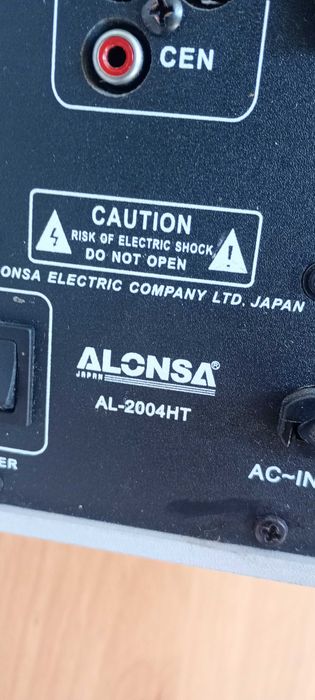 CEN
CAUTION
RISK OF ELECTRIC SHOCK
DO NOT OPEN
ONSA ELECTRIC COMPANY LTD. JAPAN
ALONSA®
JAPAN
AL-2004HT
ER
AC~IN